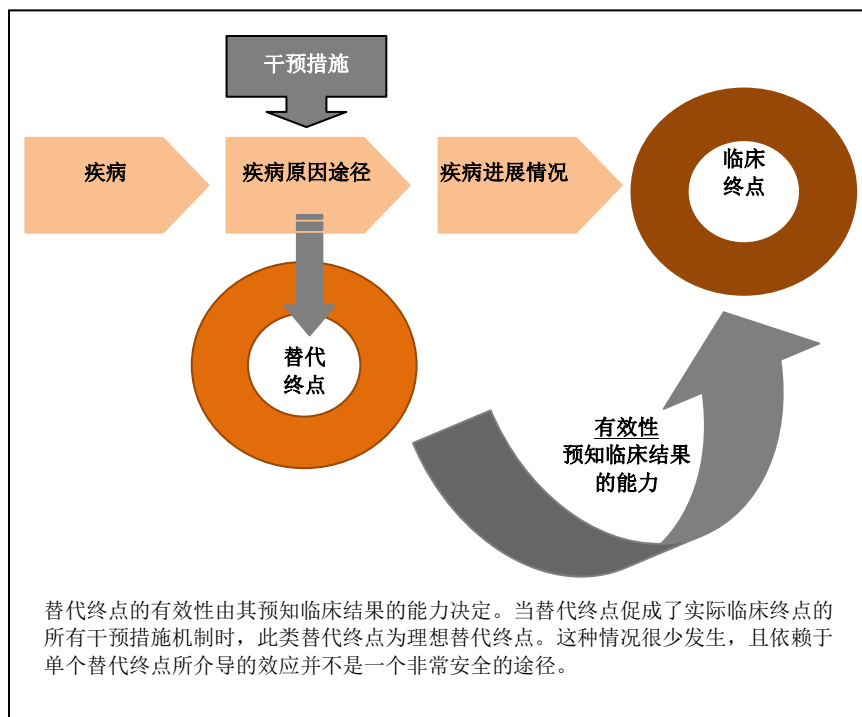 干预措施
疾病
疾病原因途径
疾病进展情况
临床
终点
替代
终点
有效性
预知临床结果
的能力
替代终点的有效性由其预知临床结果的能力决定。当替代终点促成了实际临床终点的
所有干预措施机制时，此类替代终点为理想替代终点。这种情况很少发生，且依赖于
单个替代终点所介导的效应并不是一个非常安全的途径。